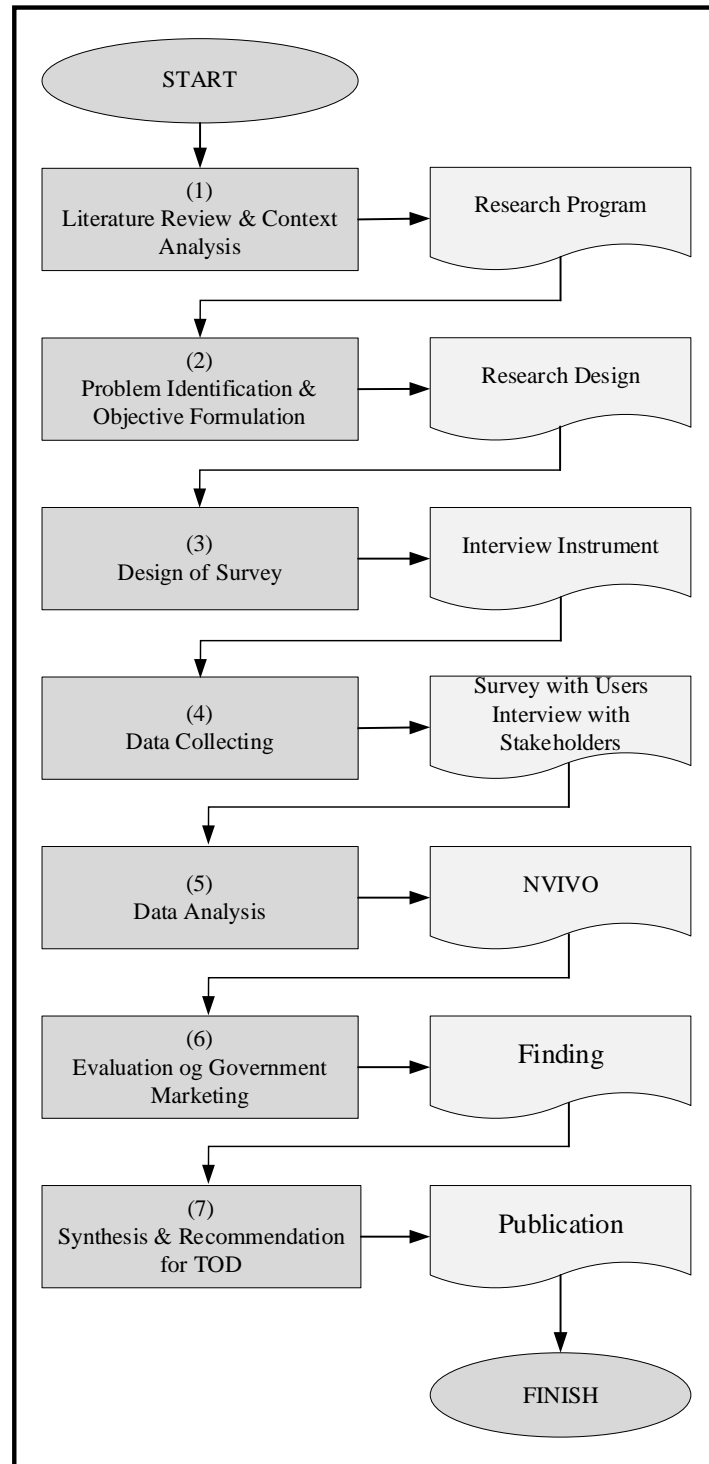 START
(1)
Literature Review & Context
Analysis
Research Program
(2)
Problem Identification &
Objective Formulation
Research Design
(3)
Design of Survey
Interview Instrument
(4)
Data Collecting
Survey with Users
Interview with
Stakeholders
(5)
Data Analysis
NVIVO
(6)
Evaluation og Government
Marketing
Finding
(7)
Synthesis & Recommendation
for TOD
Publication
FINISH